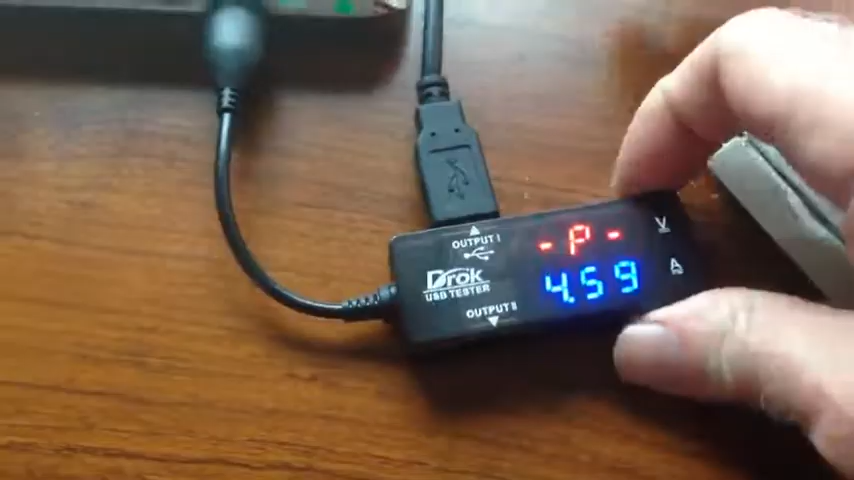 OUTPUT I
-P-
V
Drok
USB TESTER
4.59
A
OUTPUT II